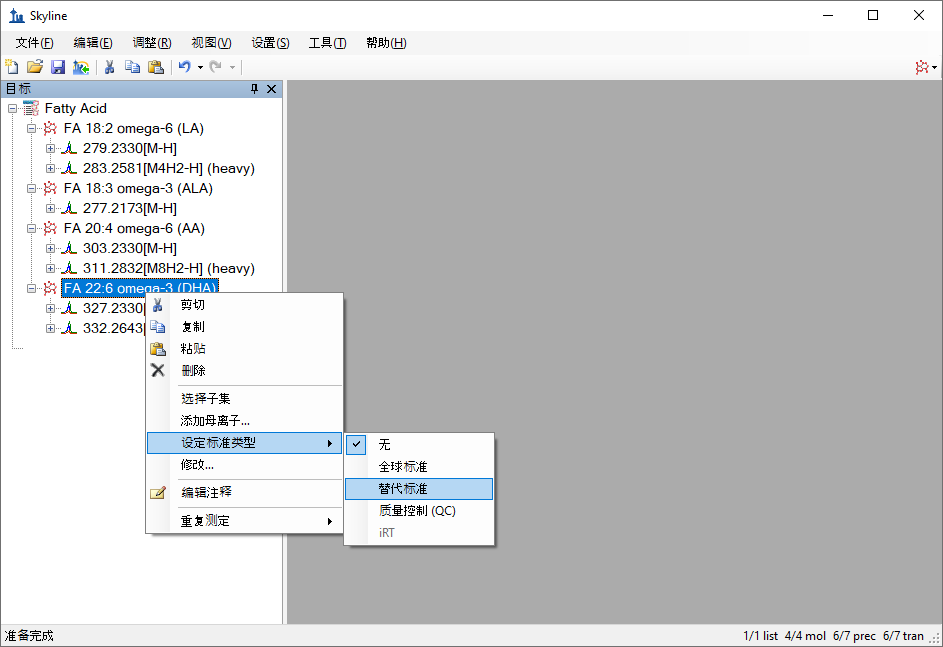 Skyline
文件(F) 编辑(E) 调整(R) 视图(V) 设置(S) 工具(T) 帮助(H)
目标
Fatty Acid
FA 18:2 omega-6 (LA)
279.2330[M-H]
283.2581[M4H2-H] (heavy)
FA 18:3 omega-3 (ALA)
277.2173[M-H]
FA 20:4 omega-6 (AA)
303.2330[M-H]
311.2832[M8H2-H] (heavy)
FA 22:6 omega-3 (DHA)
327.2330[
332.2643[
剪切
复制
粘贴
删除
选择子集
添加母离子...
设定标准类型
修改...
编辑注释
重复测定
无
全球标准
替代标准
质量控制 (QC)
iRT
准备完成
1/1 list 4/4 mol 6/7 prec 6/7 tran